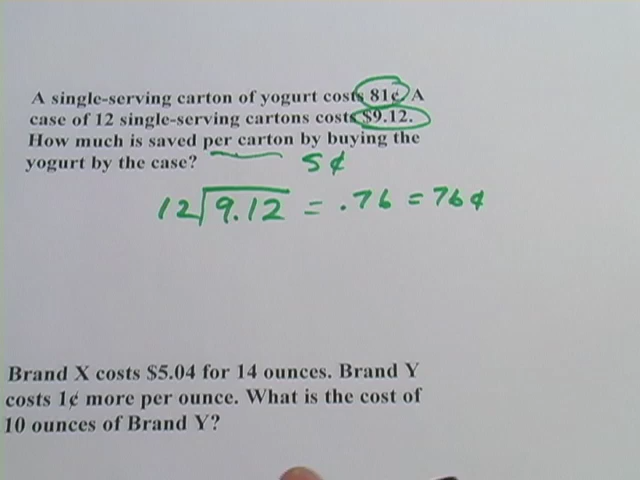 A single-serving carton of yogurt costs 81¢ A
case of 12 single-serving cartons costs $9.12.
How much is saved per carton by buying the
yogurt by the case?
5¢
12)9.12 = .76 = 76¢
Brand X costs $5.04 for 14 ounces. Brand Y
costs 1¢ more per ounce. What is the cost of
10 ounces of Brand Y?